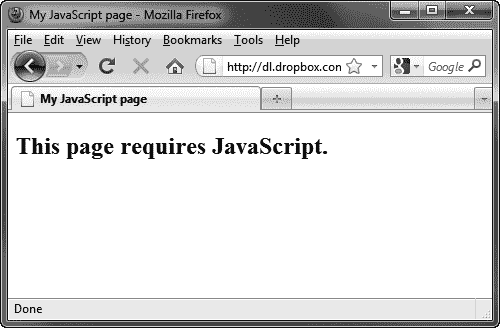 My JavaScript page - Mozilla Firefox
File Edit View History Bookmarks Tools Help
http://dl.dropbox.con Google
My JavaScript page
This page requires JavaScript.
Done